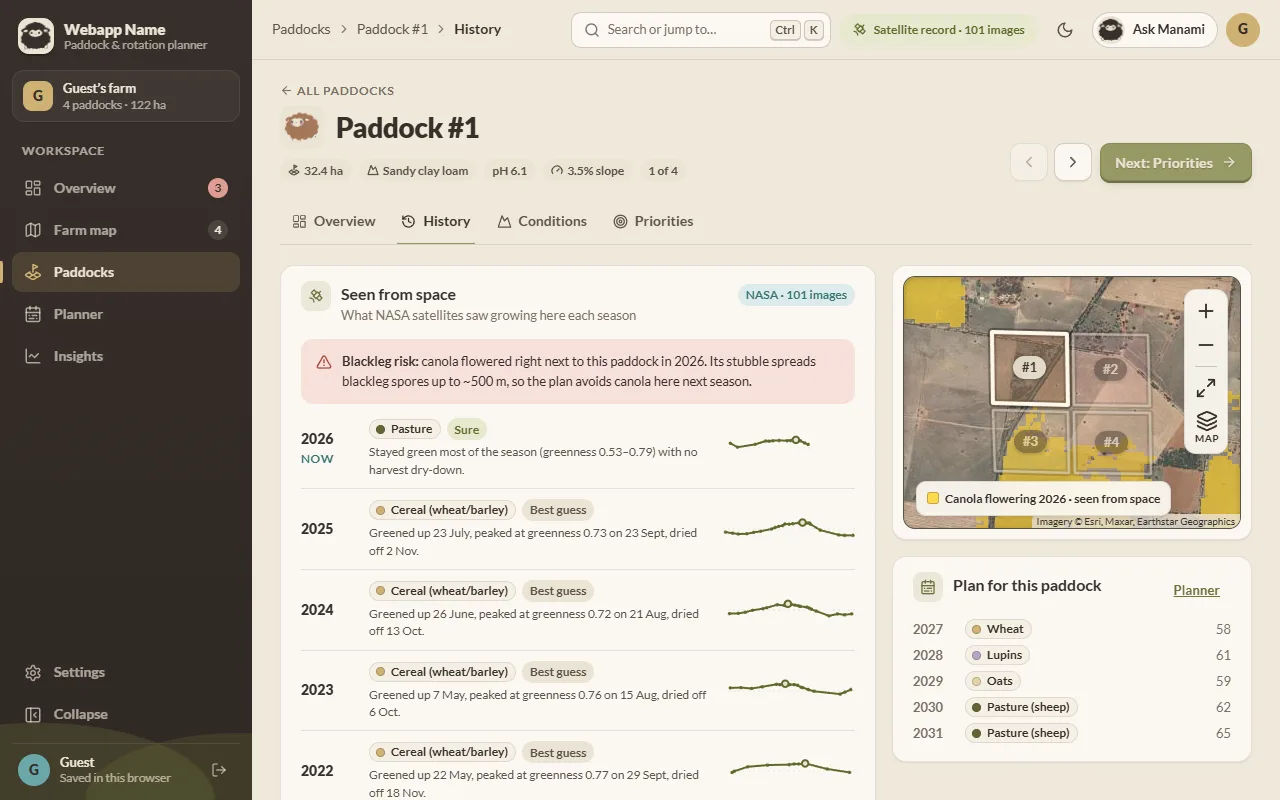 Webapp Name
Paddock & rotation planner
G
Guest's farm
4 paddocks · 122 ha
WORKSPACE
Overview
3
Farm map
4
Paddocks
Planner
Insights
Settings
Collapse
G
Guest
Saved in this browser
Paddocks > Paddock #1 > History
Search or jump to...
Ctrl K
Satellite record · 101 images
Ask Manami
G
← ALL PADDOCKS
Paddock #1
32.4 ha
Sandy clay loam
pH 6.1
3.5% slope
1 of 4
Next: Priorities →
Overview
History
Conditions
Priorities
Seen from space
What NASA satellites saw growing here each season
NASA · 101 images
Blackleg risk: canola flowered right next to this paddock in 2026. Its stubble spreads
blackleg spores up to ~500 m, so the plan avoids canola here next season.
2026
NOW
Pasture
Sure
Stayed green most of the season (greenness 0.53–0.79) with no
harvest dry-down.
2025
Cereal (wheat/barley)
Best guess
Greened up 23 July, peaked at greenness 0.73 on 23 Sept, dried
off 2 Nov.
2024
Cereal (wheat/barley)
Best guess
Greened up 26 June, peaked at greenness 0.72 on 21 Aug, dried
off 13 Oct.
2023
Cereal (wheat/barley)
Best guess
Greened up 7 May, peaked at greenness 0.76 on 15 Aug, dried off
6 Oct.
2022
Cereal (wheat/barley)
Best guess
Greened up 22 May, peaked at greenness 0.77 on 29 Sept, dried
off 18 Nov.
#1
#2
#3
#4
MAP
Canola flowering 2026 · seen from space
Imagery © Esri, Maxar, Earthstar Geographics
Plan for this paddock
Planner
2027 Wheat 58
2028 Lupins 61
2029 Oats 59
2030 Pasture (sheep) 62
2031 Pasture (sheep) 65